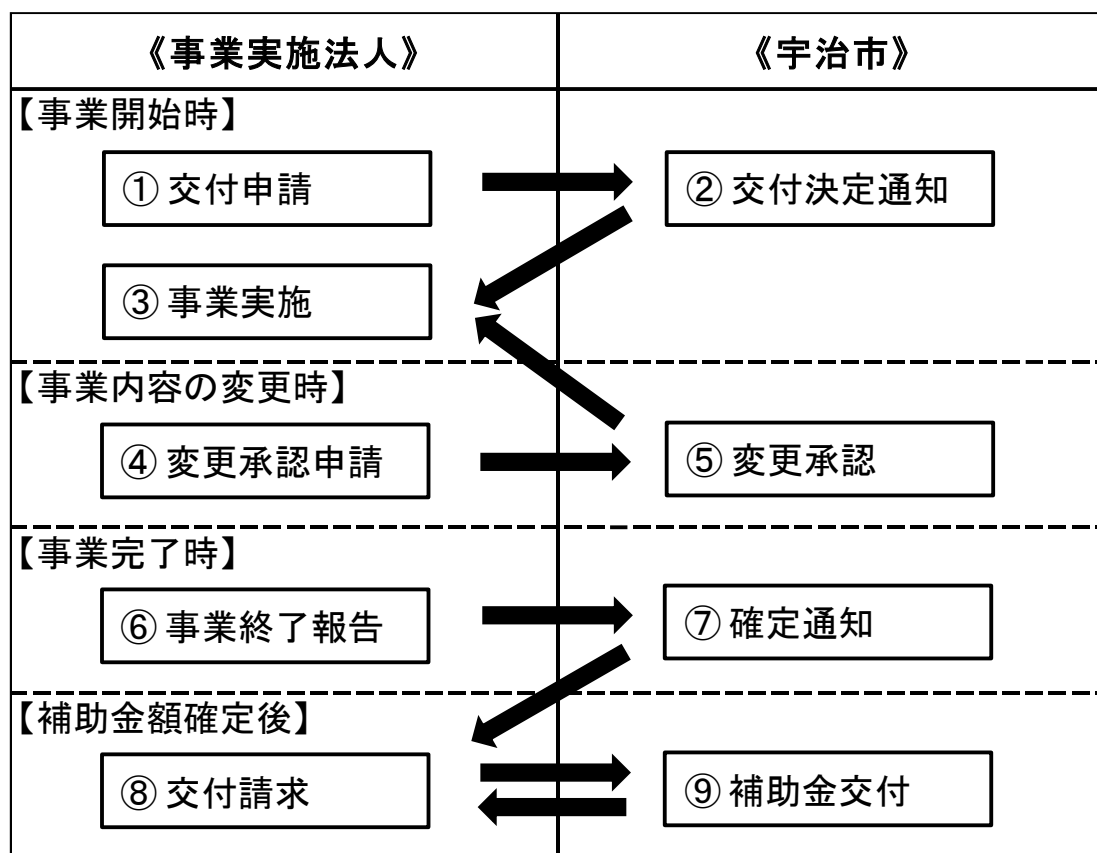 《事業実施法人》
《宇治市》
【事業開始時】
① 交付申請
② 交付決定通知
③ 事業実施
【事業内容の変更時】
④ 変更承認申請
⑤ 変更承認
【事業完了時】
⑥ 事業終了報告
⑦ 確定通知
【補助金額確定後】
⑧ 交付請求
⑨ 補助金交付